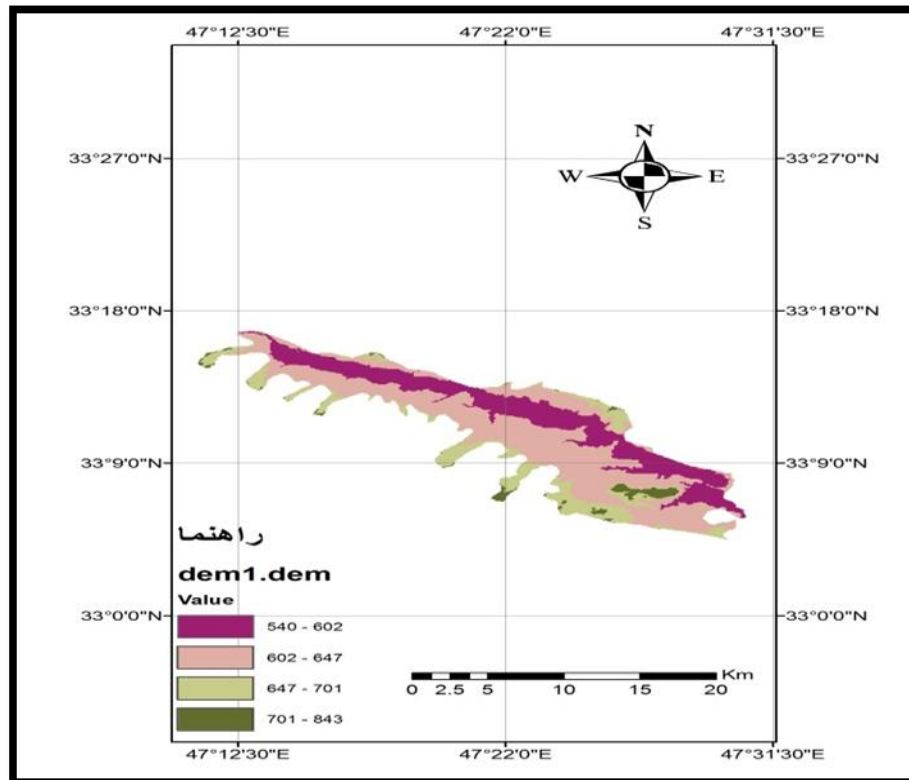 47°12'30"E 47°22'0"E 47°31'30"E
N
33°27'0"N 33°27'0"N
W E
S
33°18'0"N 33°18'0"N
33°9'0"N 33°9'0"N
راهنما
dem1.dem
Value
33°0'0"N 33°0'0"N
540 - 602
602 - 647
647 - 701
701 - 843
Km
0 2.5 5 10 15 20
47°12'30"E 47°22'0"E 47°31'30"E